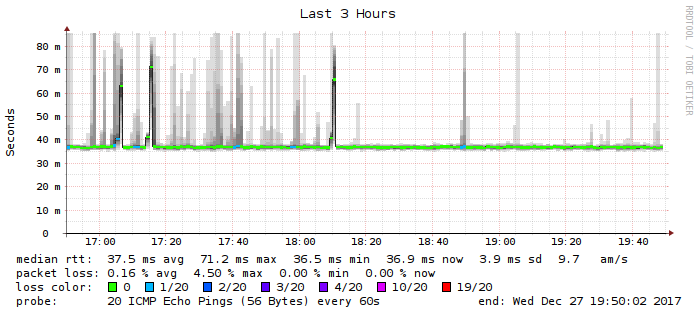 Last 3 Hours
RRDTOOL / TOBI OETIKER
Seconds
80 m
70 m
60 m
50 m
40 m
30 m
20 m
10 m
0
17:00 17:20 17:40 18:00 18:20 18:40 19:00 19:20 19:40
median rtt: 37.5 ms avg 71.2 ms max 36.5 ms min 36.9 ms now 3.9 ms sd 9.7 am/s
packet loss: 0.16 % avg 4.50 % max 0.00 % min 0.00 % now
loss color: 0 1/20 2/20 3/20 4/20 10/20 19/20
probe: 20 ICMP Echo Pings (56 Bytes) every 60s end: Wed Dec 27 19:50:02 2017